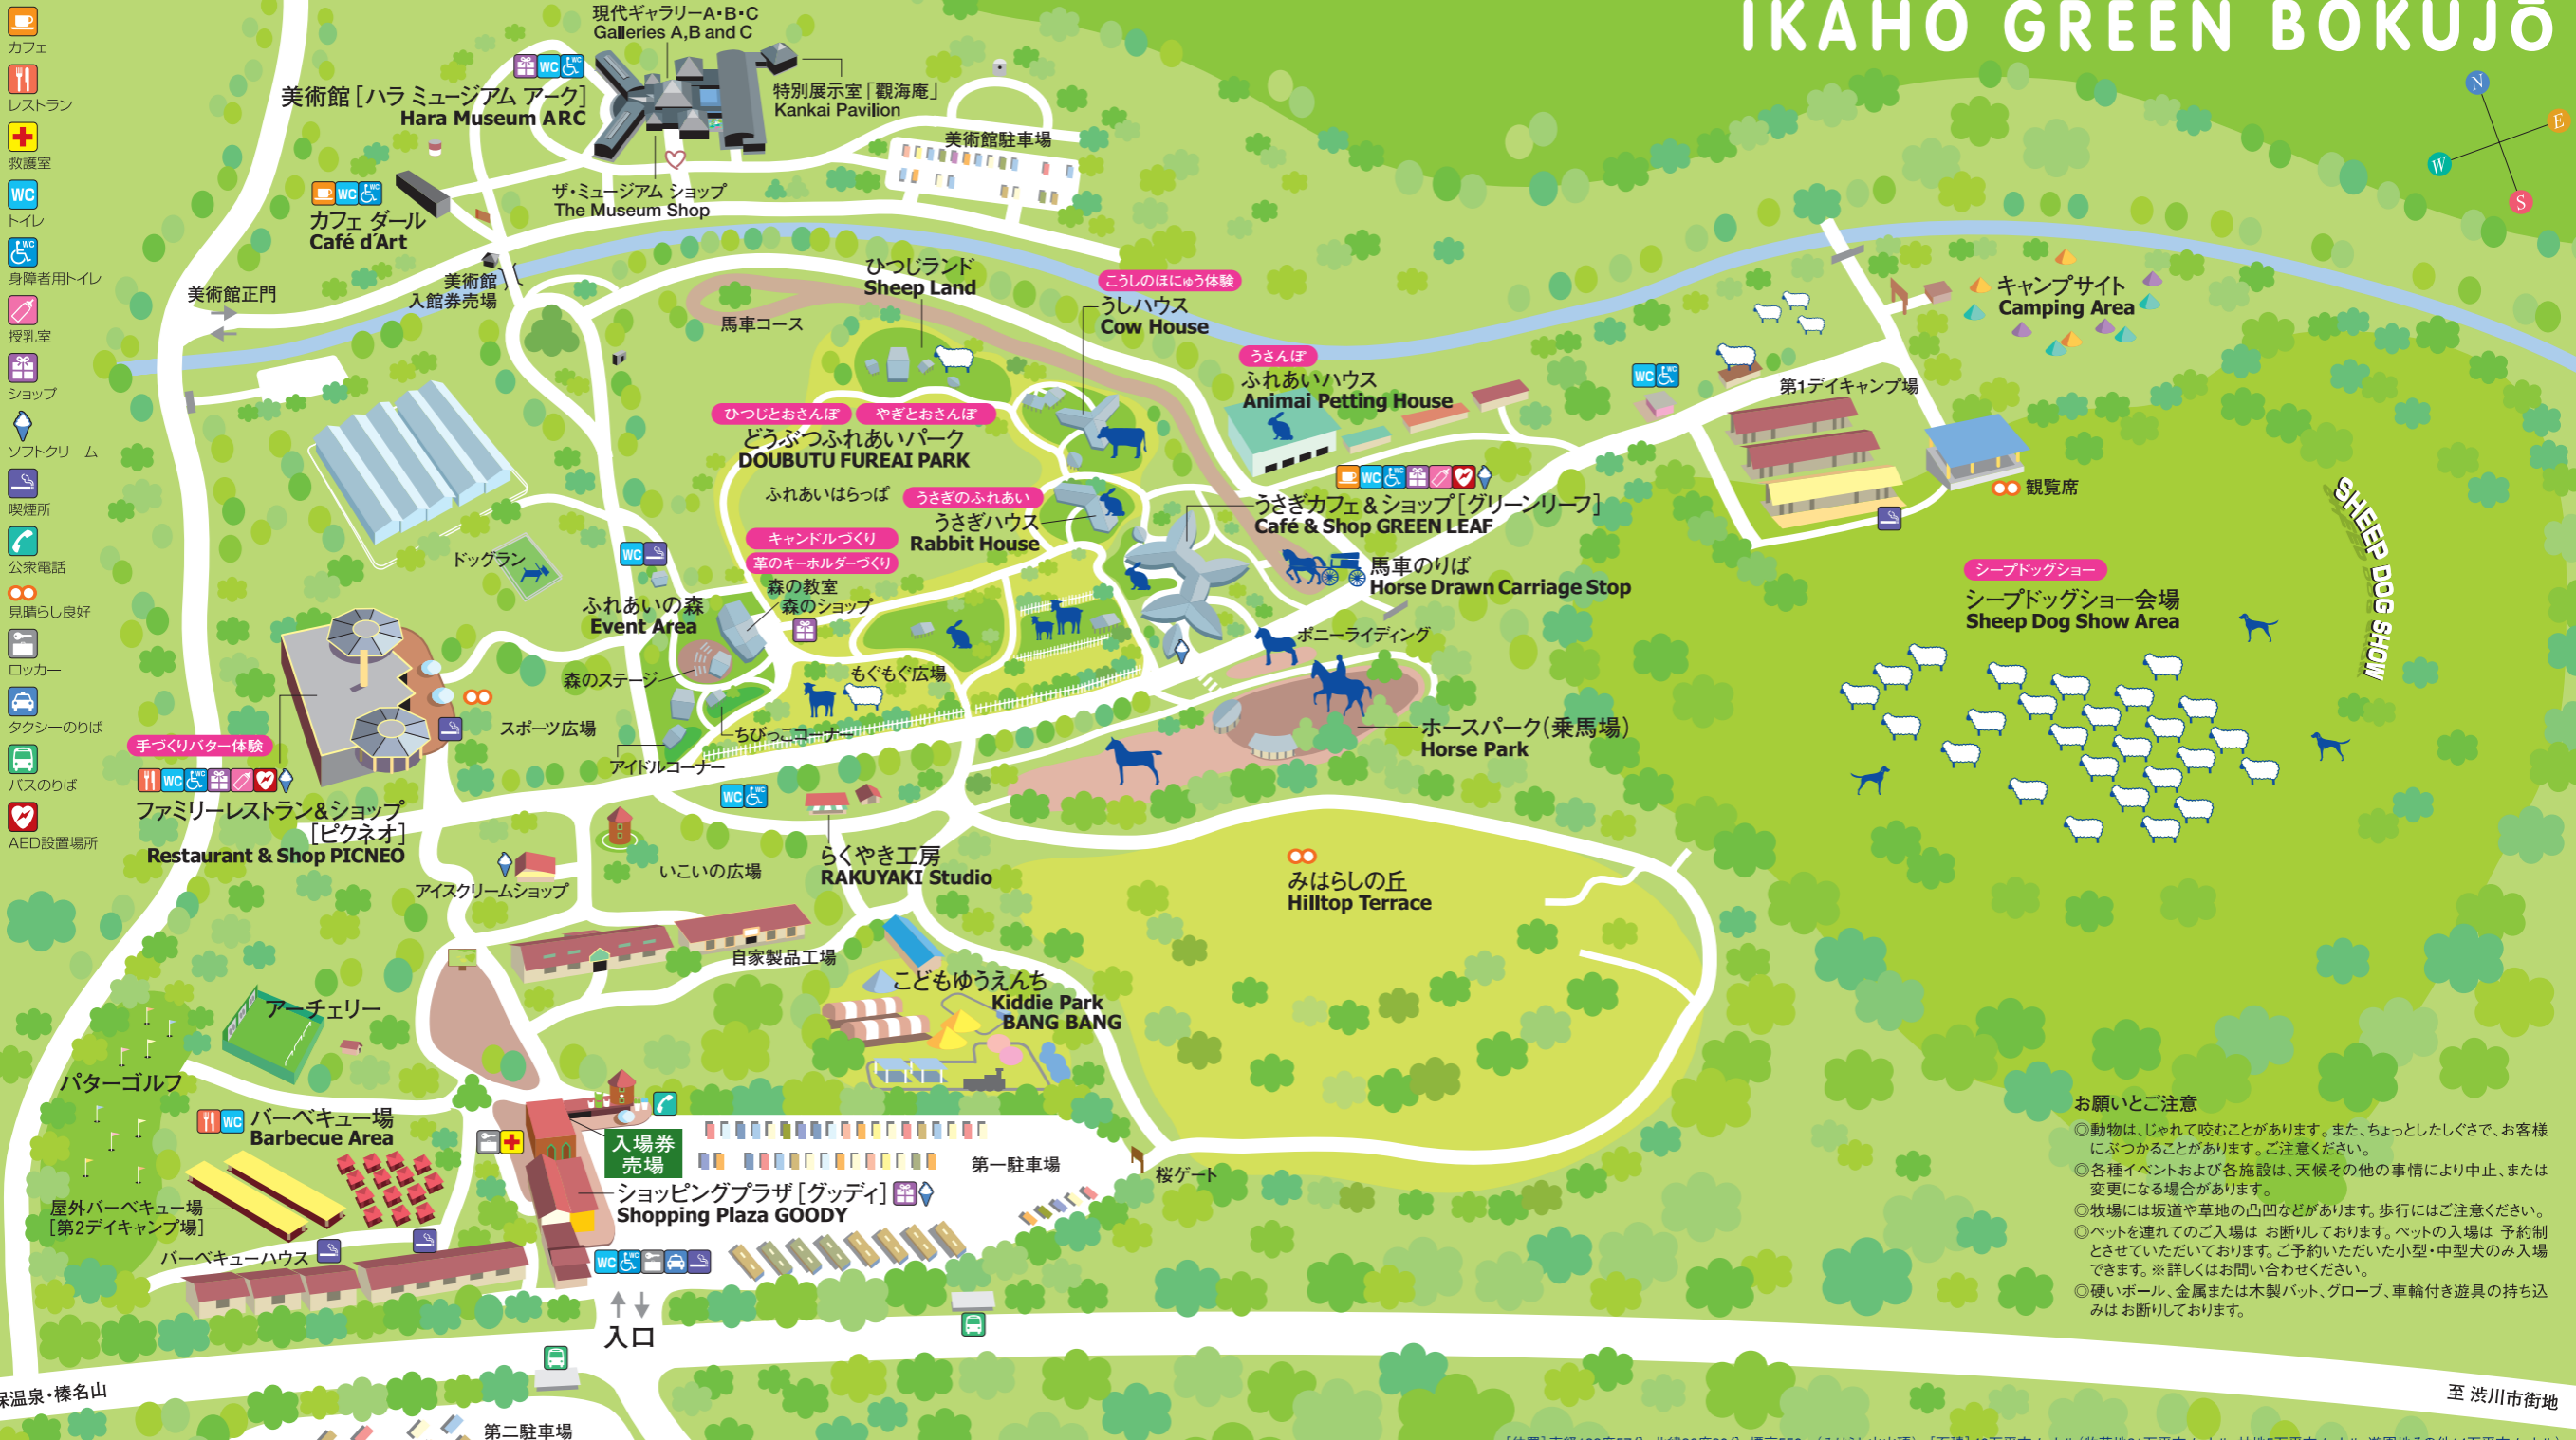 IKAHO GREEN BOKUJŌ
N
E
W
S
カフェ
レストラン
救護室
WC
トイレ
WC
身障者用トイレ
授乳室
ショップ
ソフトクリーム
喫煙所
公衆電話
見晴らし良好
ロッカー
タクシーのりば
バスのりば
AED設置場所
現代ギャラリーA・B・C
Galleries A,B and C
WC
WC
美術館［ハラ ミュージアム アーク］
Hara Museum ARC
特別展示室「觀海庵」
Kankai Pavilion
美術館駐車場
ザ・ミュージアム ショップ
The Museum Shop
WC
WC
カフェ ダール
Café d'Art
美術館
入館券売場
美術館正門
ひつじランド
Sheep Land
馬車コース
こうしのほにゅう体験
うしハウス
Cow House
うさんぽ
ふれあいハウス
Animai Petting House
キャンプサイト
Camping Area
WC
WC
第1デイキャンプ場
観覧席
ひつじとおさんぽ
やぎとおさんぽ
どうぶつふれあいパーク
DOUBUTU FUREAI PARK
ふれあいはらっぱ
うさぎのふれあい
うさぎハウス
Rabbit House
WC
WC
うさぎカフェ＆ショップ［グリーンリーフ］
Café & Shop GREEN LEAF
キャンドルづくり
革のキーホルダーづくり
森の教室
森のショップ
WC
ドッグラン
ふれあいの森
Event Area
馬車のりば
Horse Drawn Carriage Stop
ポニーライディング
SHEEP DOG SHOW
シープドッグショー
シープドッグショー会場
Sheep Dog Show Area
森のステージ
もぐもぐ広場
スポーツ広場
ちびっこコーナー
アイドルコーナー
ホースパーク（乗馬場）
Horse Park
手づくりバター体験
WC
WC
ファミリーレストラン&ショップ
［ピクネオ］
Restaurant & Shop PICNEO
WC
WC
らくやき工房
RAKUYAKI Studio
いこいの広場
アイスクリームショップ
みはらしの丘
Hilltop Terrace
自家製品工場
こどもゆうえんち
Kiddie Park
BANG BANG
アーチェリー
パターゴルフ
WC
バーベキュー場
Barbecue Area
入場券
売場
第一駐車場
桜ゲート
ショッピングプラザ［グッディ］
Shopping Plaza GOODY
屋外バーベキュー場
［第2デイキャンプ場］
バーベキューハウス
WC
WC
入口
お願いとご注意
◎動物は、じゃれて咬むことがあります。また、ちょっとしたしぐさで、お客様
にぶつかることがあります。ご注意ください。
◎各種イベントおよび各施設は、天候その他の事情により中止、または
変更になる場合があります。
◎牧場には坂道や草地の凸凹などがあります。歩行にはご注意ください。
◎ペットを連れてのご入場は お断りしております。ペットの入場は 予約制
とさせていただいております。ご予約いただいた小型・中型犬のみ入場
できます。※詳しくはお問い合わせください。
◎硬いボール、金属または木製バット、グローブ、車輪付き遊具の持ち込
みは お断りしております。
保温泉・榛名山
至 渋川市街地
第二駐車場